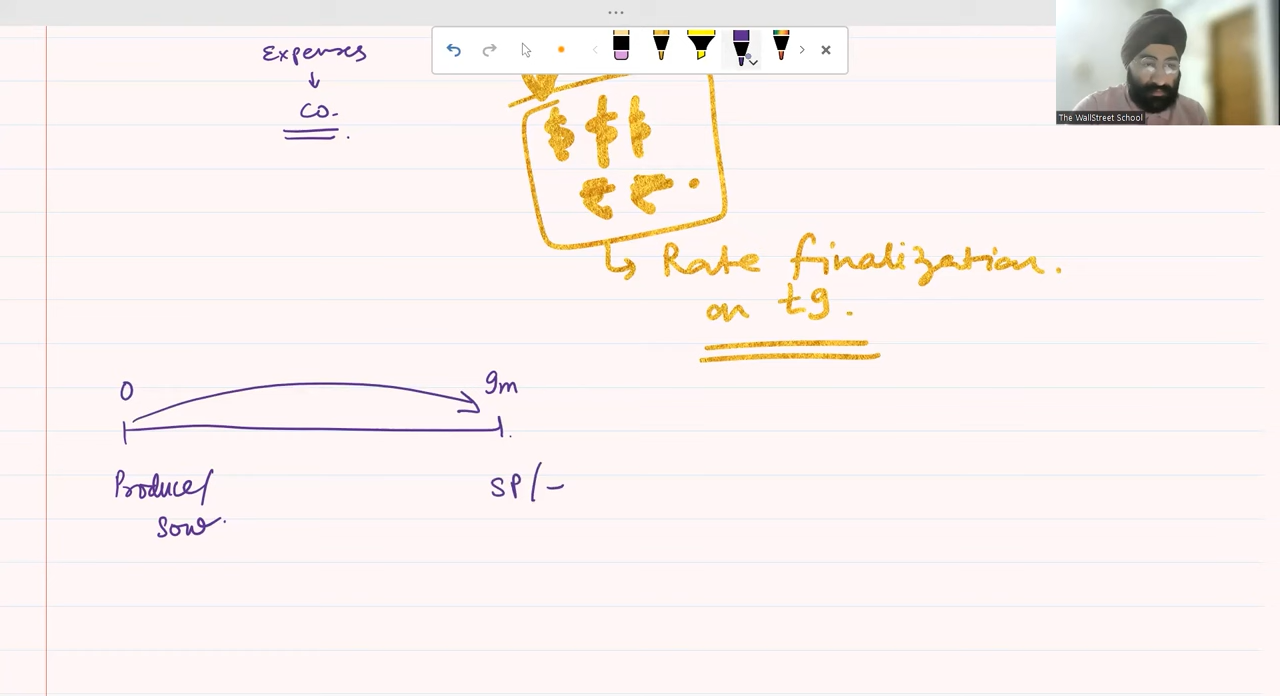 Expenses
↓
CO.
$ $ $
₹ ₹ .
↳ Rate finalization.
on t9.
0 9m
Produce/ SP/-
Sow
The WallStreet School